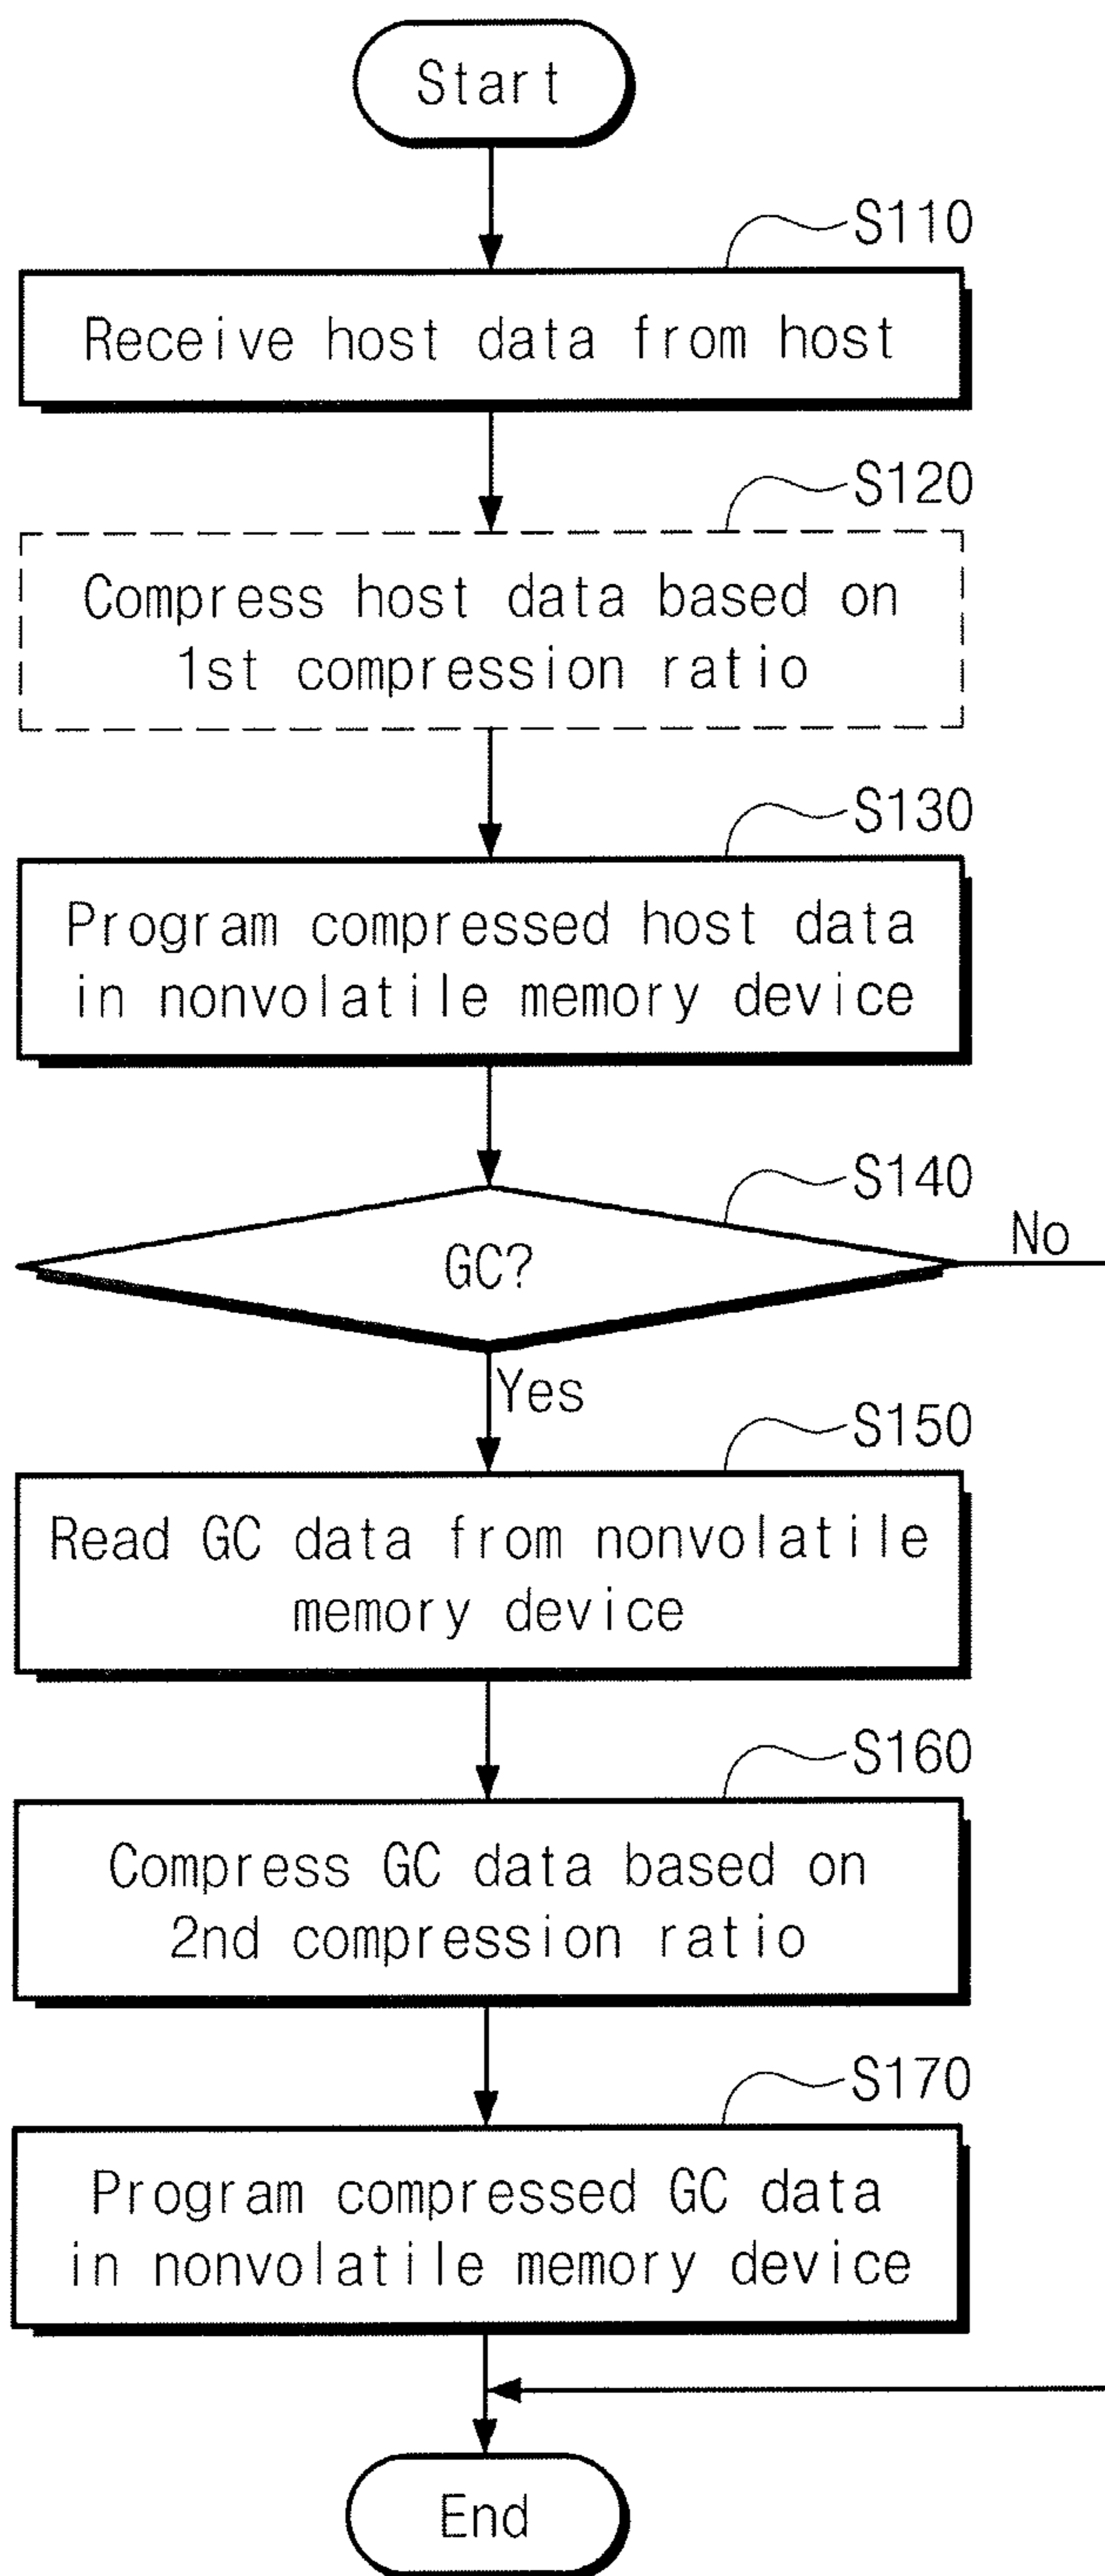 Start
S110
Receive host data from host
S120
Compress host data based on
1st compression ratio
S130
Program compressed host data
in nonvolatile memory device
S140
GC?
No
Yes
S150
Read GC data from nonvolatile
memory device
S160
Compress GC data based on
2nd compression ratio
S170
Program compressed GC data
in nonvolatile memory device
End